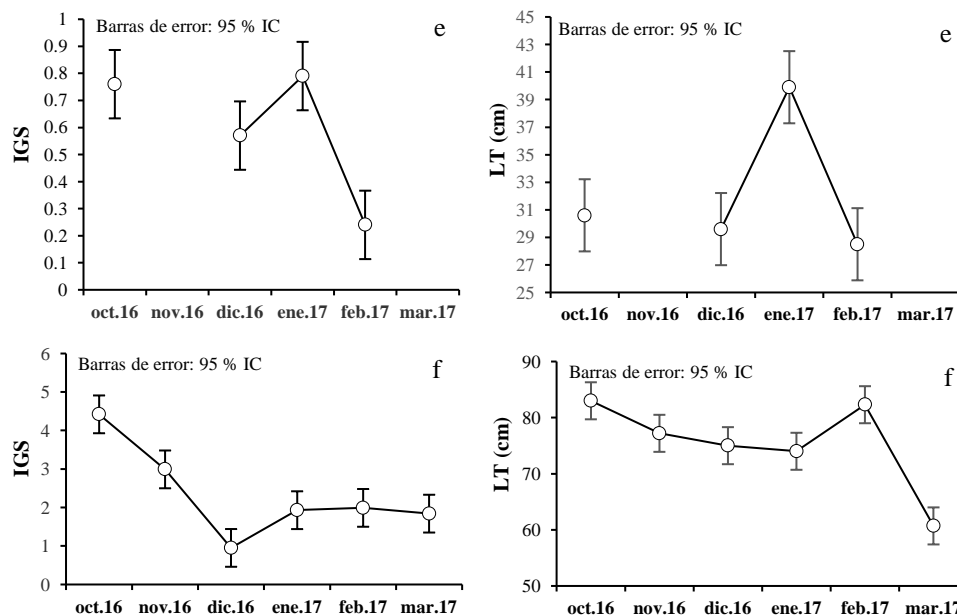 Barras de error: 95 % IC
e
IGS
1
0.9
0.8
0.7
0.6
0.5
0.4
0.3
0.2
0.1
0
oct.16 nov.16 dic.16 ene.17 feb.17 mar.17
Barras de error: 95 % IC
e
LT (cm)
45
43
41
39
37
35
33
31
29
27
25
oct.16 nov.16 dic.16 ene.17 feb.17 mar.17
Barras de error: 95 % IC
f
IGS
6
5
4
3
2
1
0
oct.16 nov.16 dic.16 ene.17 feb.17 mar.17
Barras de error: 95 % IC
f
LT (cm)
90
80
70
60
50
oct.16 nov.16 dic.16 ene.17 feb.17 mar.17